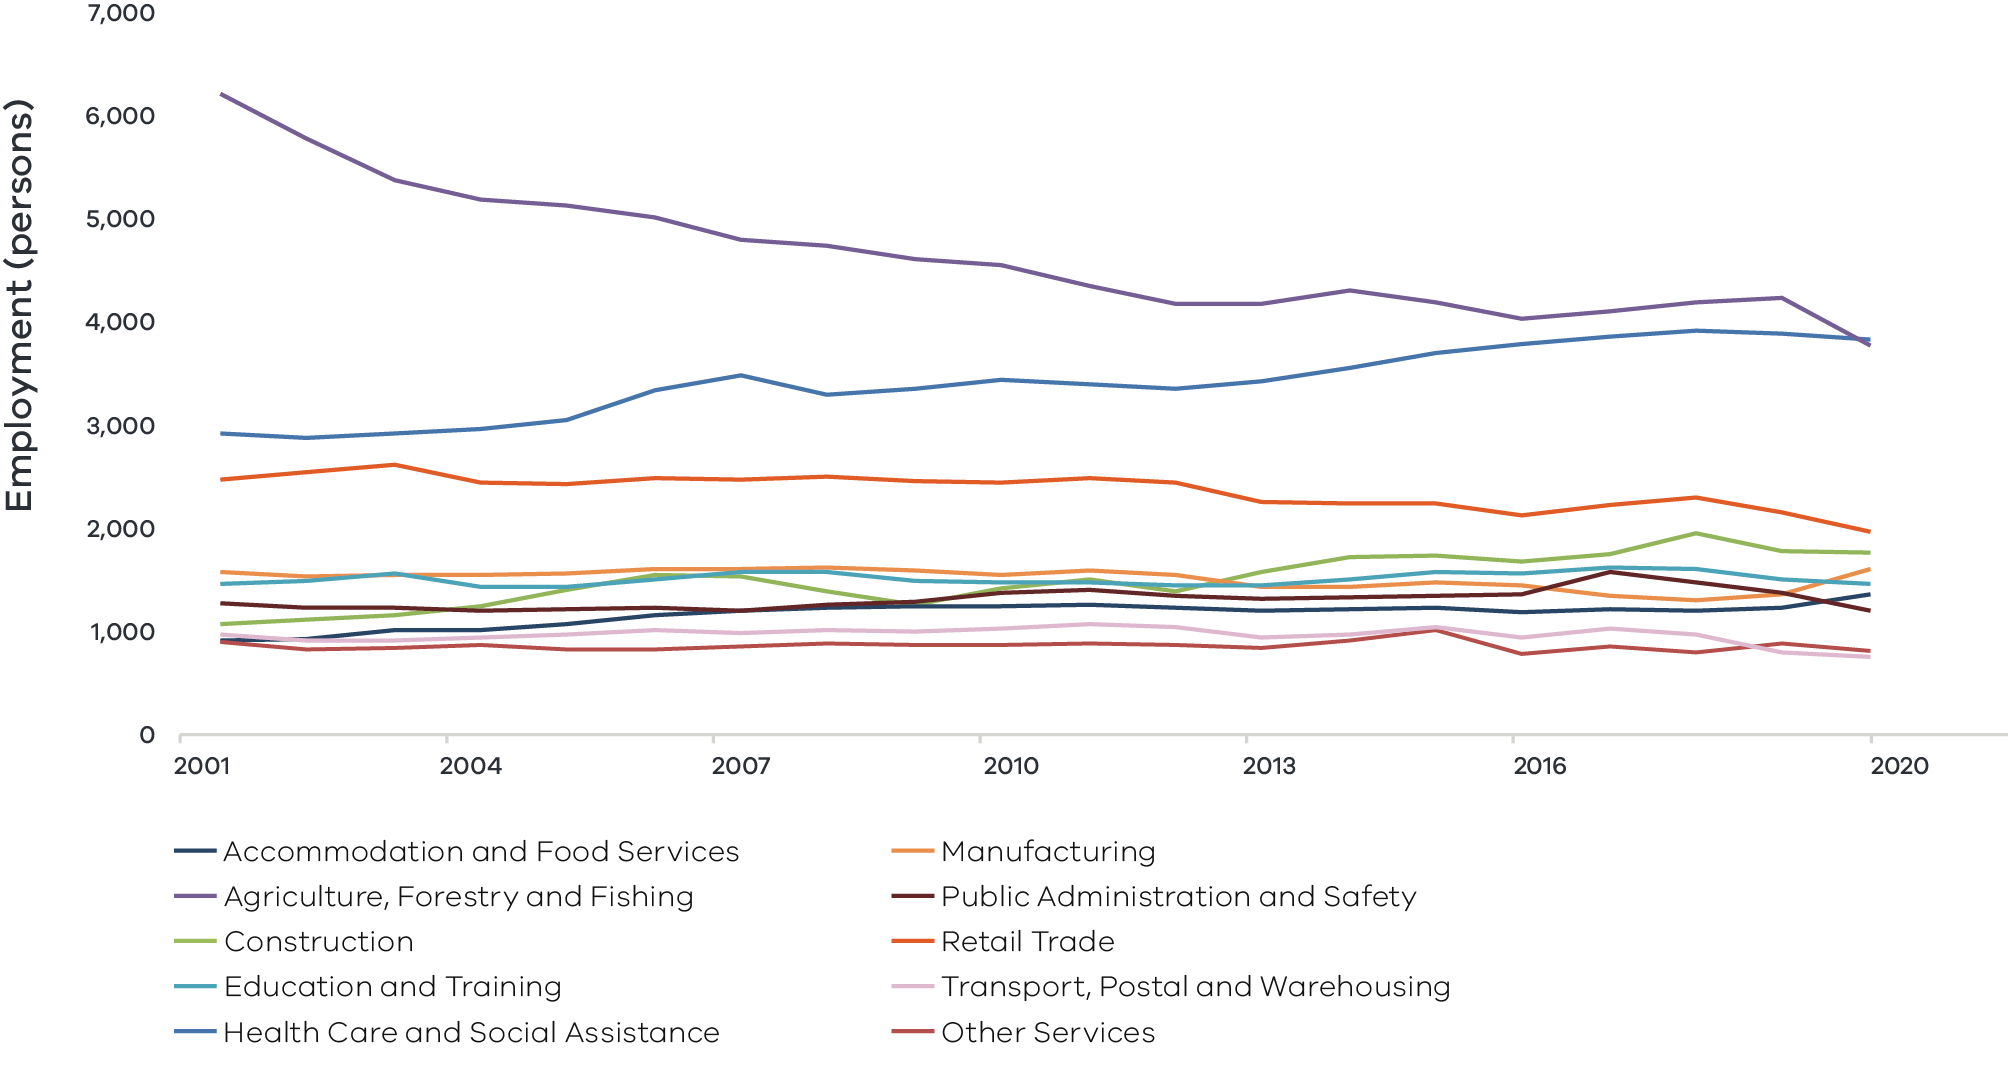 7,000
6,000
5,000
4,000
3,000
2,000
1,000
0
Employment (persons)
2001 2004 2007 2010 2013 2016 2020
Accommodation and Food Services
Agriculture, Forestry and Fishing
Construction
Education and Training
Health Care and Social Assistance
Manufacturing
Public Administration and Safety
Retail Trade
Transport, Postal and Warehousing
Other Services